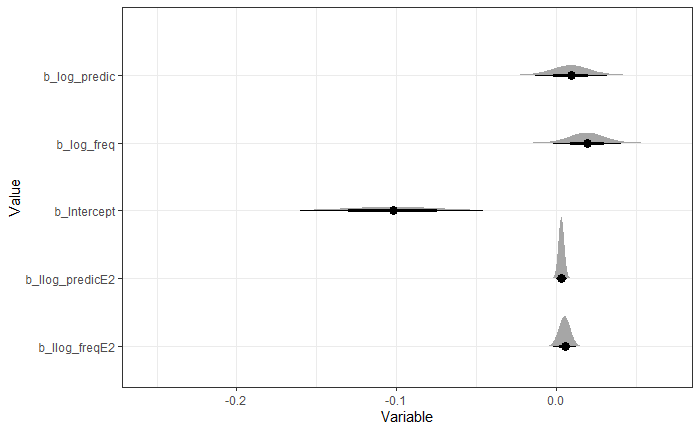 b_log_predic
b_log_freq
b_Intercept
b_Ilog_predicE2
b_Ilog_freqE2
Value
-0.2 -0.1 0.0
Variable